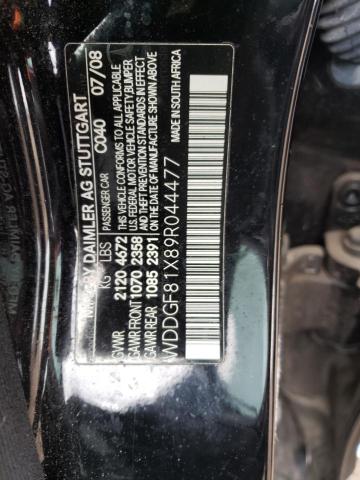 MFD BY DAIMLER AG STUTTGART
PASSENGER CAR C040 07/08
KG LBS
GVWR 2120 4672
GAWR FRONT 1070 2358
GAWR REAR 1085 2391
THIS VEHICLE CONFORMS TO ALL APPLICABLE
U.S. FEDERAL MOTOR VEHICLE SAFETY, BUMPER
AND THEFT PREVENTION STANDARDS IN EFFECT
ON THE DATE OF MANUFACTURE SHOWN ABOVE.
WDDGF81X89R044477
MADE IN SOUTH AFRICA